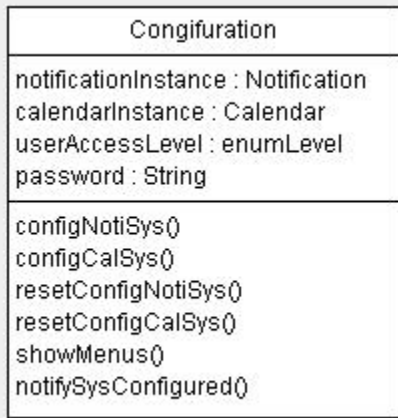 Congifuration
notificationInstance : Notification
calendarInstance : Calendar
userAccessLevel : enumLevel
password : String
configNotiSys()
configCalSys()
resetConfigNotiSys()
resetConfigCalSys()
showMenus()
notifySysConfigured()